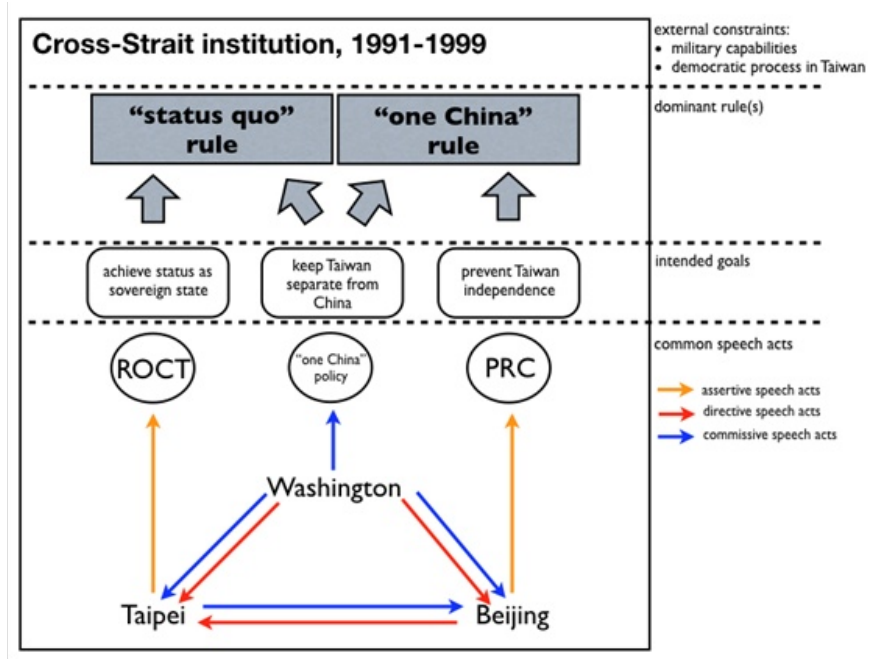 Cross-Strait institution, 1991-1999
external constraints:
• military capabilities
• democratic process in Taiwan
dominant rule(s)
“status quo”
rule
“one China”
rule
intended goals
achieve status as
sovereign state
keep Taiwan
separate from
China
prevent Taiwan
independence
common speech acts
ROCT
“one China”
policy
PRC
assertive speech acts
directive speech acts
commissive speech acts
Washington
Taipei
Beijing